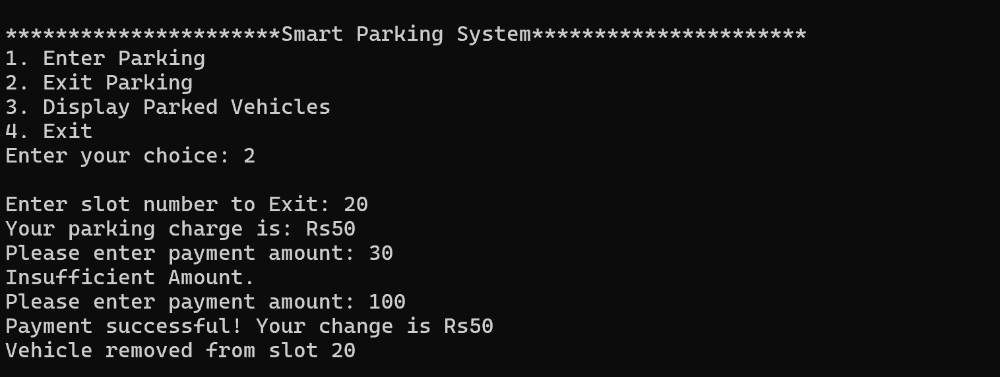 **********************Smart Parking System**********************
1. Enter Parking
2. Exit Parking
3. Display Parked Vehicles
4. Exit
Enter your choice: 2
Enter slot number to Exit: 20
Your parking charge is: Rs50
Please enter payment amount: 30
Insufficient Amount.
Please enter payment amount: 100
Payment successful! Your change is Rs50
Vehicle removed from slot 20